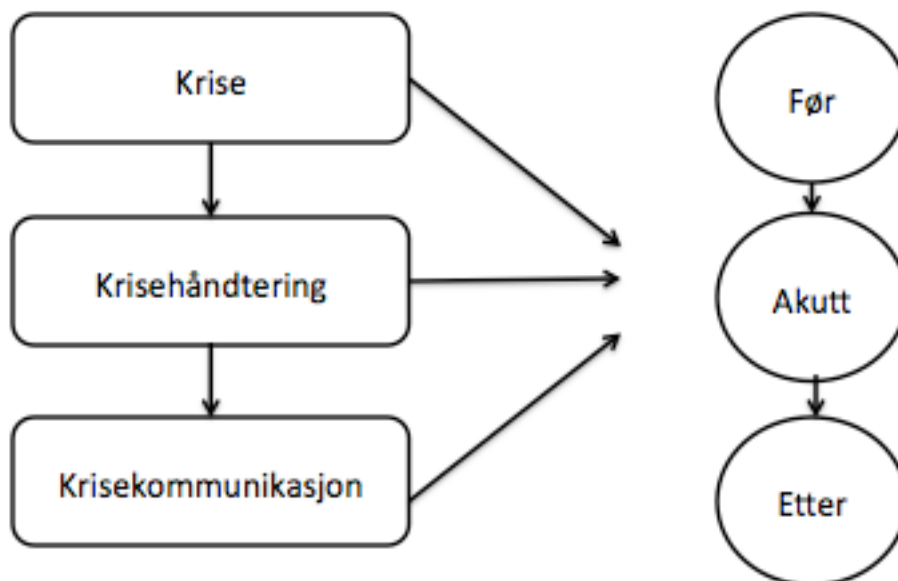 Krise
Krisehåndtering
Krisekommunikasjon
Før
Akutt
Etter